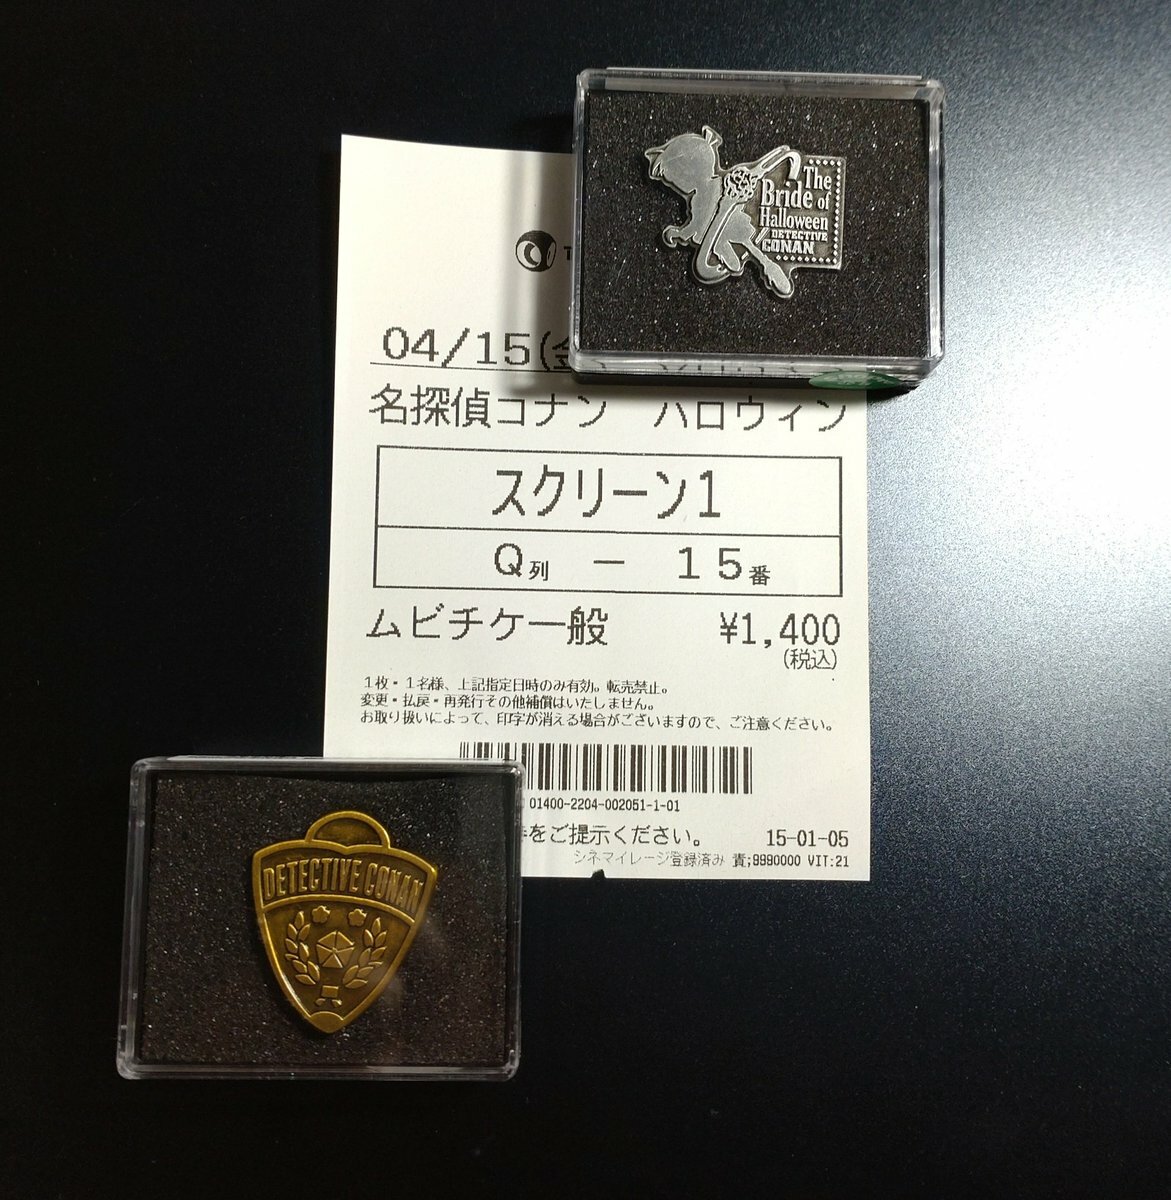 The
Bride of
Halloween
DETECTIVE
CONAN
T
04/15(金)
名探偵コナン ハロウィン
スクリーン1
Q列 － 15番
ムビチケ一般 ¥1,400
(税込)
1枚・1名様、上記指定日時のみ有効。転売禁止。
変更・払戻・再発行その他補償はいたしません。
お取り扱いによって、印字が消える場合がございますので、ご注意ください。
01400-2204-002051-1-01
をご提示ください。 15-01-05
シネマイレージ登録済み 責;9990000 VIT:21
DETECTIVE CONAN